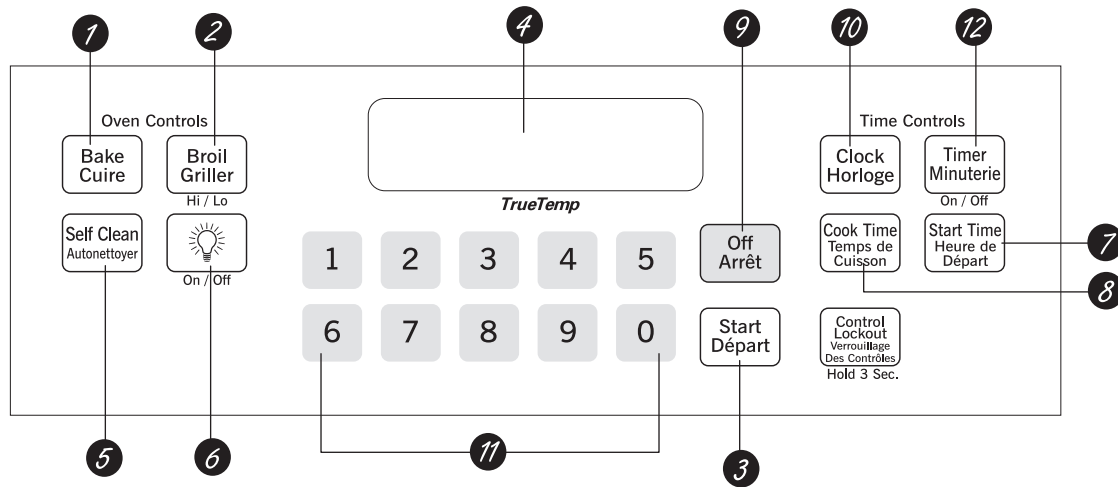 1
2
4
9
10
12
Oven Controls
Time Controls
Bake
Cuire
Broil
Griller
Hi / Lo
Clock
Horloge
Timer
Minuterie
On / Off
TrueTemp
Self Clean
Autonettoyer
On / Off
1
2
3
4
5
Off
Arrêt
Cook Time
Temps de
Cuisson
Start Time
Heure de
Départ
7
8
6
7
8
9
0
Start
Départ
Control
Lockout
Verrouillage
Des Contrôles
Hold 3 Sec.
5
6
11
3